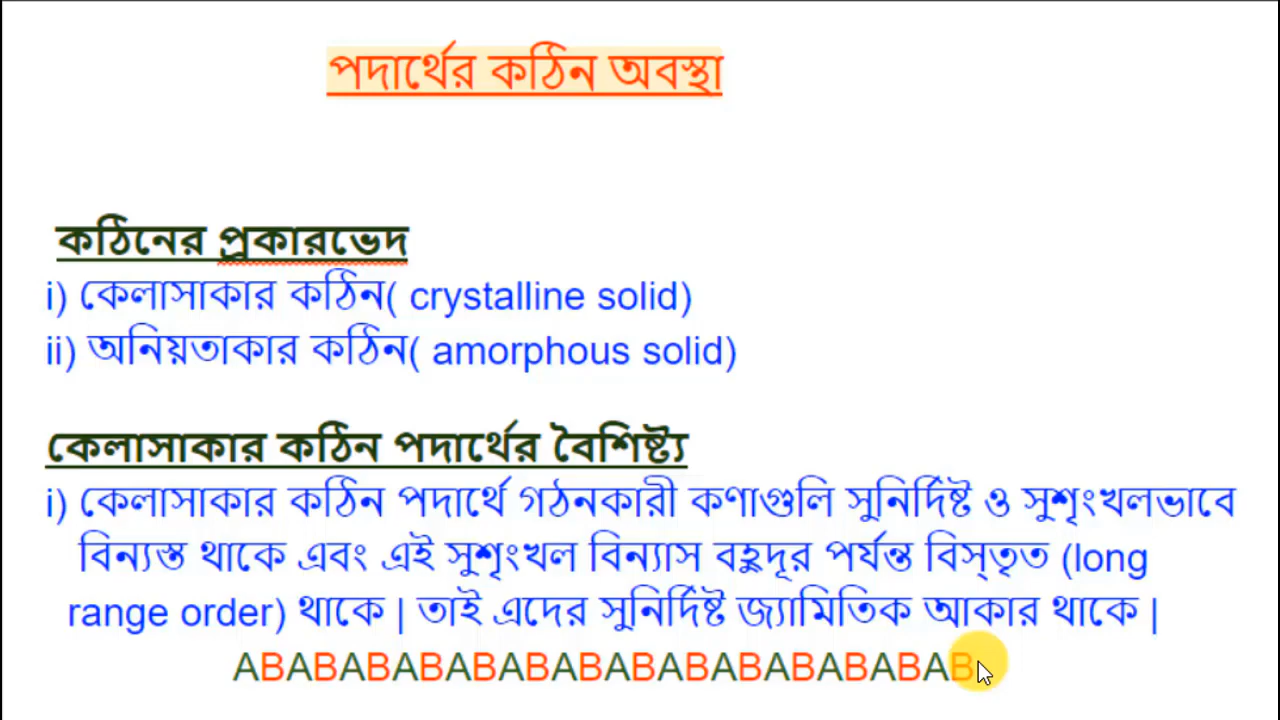 পদার্থের কঠিন অবস্থা
কঠিনের প্রকারভেদ
i) কেলাসাকার কঠিন( crystalline solid)
ii) অনিয়তাকার কঠিন( amorphous solid)
কেলাসাকার কঠিন পদার্থের বৈশিষ্ট্য
i) কেলাসাকার কঠিন পদার্থে গঠনকারী কণাগুলি সুনির্দিষ্ট ও সুশৃংখলভাবে
বিন্যস্ত থাকে এবং এই সুশৃংখল বিন্যাস বহুদূর পর্যন্ত বিস্তৃত (long
range order) থাকে | তাই এদের সুনির্দিষ্ট জ্যামিতিক আকার থাকে |
ABABABABABABABABABABABABABAB